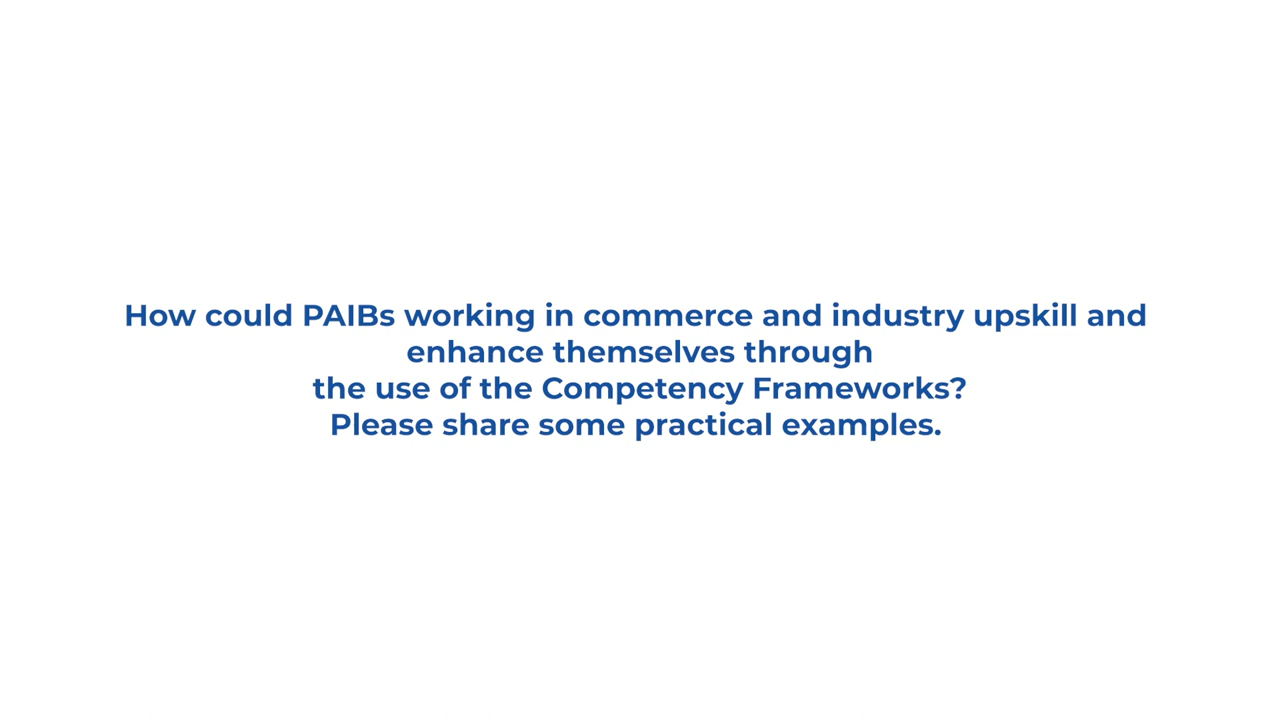 How could PAIBs working in commerce and industry upskill and
enhance themselves through
the use of the Competency Frameworks?
Please share some practical examples.